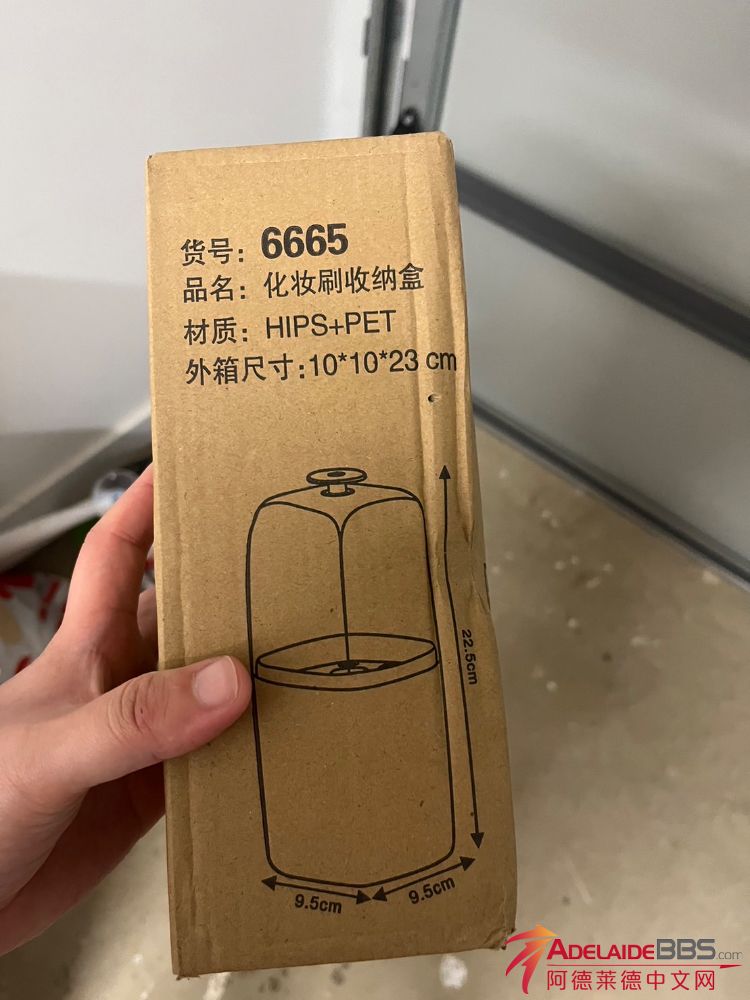 货号: 6665
品名: 化妆刷收纳盒
材质: HIPS+PET
外箱尺寸:10*10*23 cm
22.5cm
9.5cm
9.5cm
ADELAIDEBBS.com
阿德莱德中文网